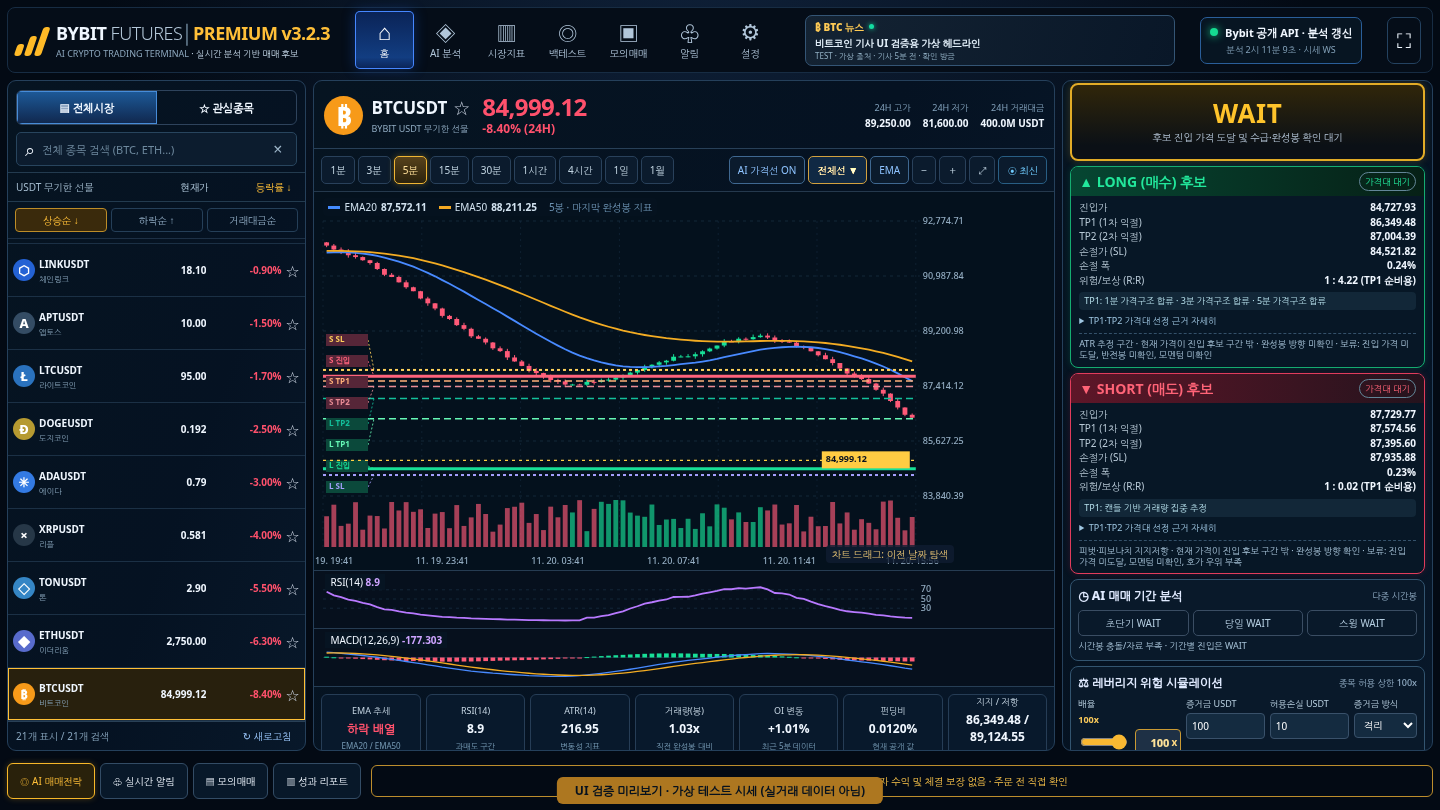 BYBIT FUTURES PREMIUM v3.2.3
AI CRYPTO TRADING TERMINAL · 실시간 분석 기반 매매 후보
홈
AI 분석
시장지표
백테스트
모의매매
알림
설정
₿ BTC 뉴스
비트코인 기사 UI 검증용 가상 헤드라인
TEST · 가상 출처 · 기사 5분 전 · 확인 방금
Bybit 공개 API · 분석 갱신
분석 2시 11분 9초 · 시세 WS
전체시장
☆ 관심종목
전체 종목 검색 (BTC, ETH...)
USDT 무기한 선물 현재가 등락률 ↓
상승순 ↓
하락순 ↑
거래대금순
LINKUSDT 18.10 -0.90% ☆
체인링크
APTUSDT 10.00 -1.50% ☆
앱토스
LTCUSDT 95.00 -1.70% ☆
라이트코인
DOGEUSDT 0.192 -2.50% ☆
도지코인
ADAUSDT 0.79 -3.00% ☆
에이다
XRPUSDT 0.581 -4.00% ☆
리플
TONUSDT 2.90 -5.50% ☆
톤
ETHUSDT 2,750.00 -6.30% ☆
이더리움
BTCUSDT 84,999.12 -8.40% ☆
비트코인
21개 표시 / 21개 검색 ↻ 새로고침
BTCUSDT ☆ 84,999.12
BYBIT USDT 무기한 선물 -8.40% (24H)
24H 고가 24H 저가 24H 거래대금
89,250.00 81,600.00 400.0M USDT
1분 3분 5분 15분 30분 1시간 4시간 1일 1월
AI 가격선 ON 전체선 ▼ EMA − + ⤢ ⦿ 최신
EMA20 87,572.11 EMA50 88,211.25 5봉 · 마지막 완성봉 지표
92,774.71
90,987.84
89,200.98
87,414.12
85,627.25
83,840.39
S SL
S 진입
S TP1
S TP2
L TP2
L TP1
L 진입
L SL
84,999.12
차트 드래그: 이전 날짜 탐색
19. 19:41 11. 19. 23:41 11. 20. 03:41 11. 20. 07:41 11. 20. 11:41
RSI(14) 8.9
70
50
30
MACD(12,26,9) -177.303
EMA 추세
하락 배열
EMA20 / EMA50
RSI(14)
8.9
과매도 구간
ATR(14)
216.95
변동성 지표
거래량(봉)
1.03x
직전 완성봉 대비
OI 변동
+1.01%
최근 5분 데이터
펀딩비
0.0120%
현재 공개 값
지지 / 저항
86,349.48 /
89,124.55
WAIT
후보 진입 가격 도달 및 수급·완성봉 확인 대기
▲ LONG (매수) 후보 가격대 대기
진입가 84,727.93
TP1 (1차 익절) 86,349.48
TP2 (2차 익절) 87,004.39
손절가 (SL) 84,521.82
손절 폭 0.24%
위험/보상 (R:R) 1 : 4.22 (TP1 순비용)
TP1: 1분 가격구조 합류 · 3분 가격구조 합류 · 5분 가격구조 합류
▶ TP1·TP2 가격대 선정 근거 자세히
ATR 추정 구간 · 현재 가격이 진입 후보 구간 밖 · 완성봉 방향 미확인 · 보류: 진입 가격 미
도달, 반전봉 미확인, 모멘텀 미확인
▼ SHORT (매도) 후보 가격대 대기
진입가 87,729.77
TP1 (1차 익절) 87,574.56
TP2 (2차 익절) 87,395.60
손절가 (SL) 87,935.88
손절 폭 0.23%
위험/보상 (R:R) 1 : 0.02 (TP1 순비용)
TP1: 캔들 기반 거래량 집중 추정
▶ TP1·TP2 가격대 선정 근거 자세히
피벗·피보나치 지지저항 · 현재 가격이 진입 후보 구간 밖 · 완성봉 방향 확인 · 보류: 진입
가격 미도달, 모멘텀 미확인, 호가 우위 부족
◷ AI 매매 기간 분석 다중 시간봉
초단기 WAIT
당일 WAIT
스윙 WAIT
시간봉 충돌/자료 부족 · 기간별 진입은 WAIT
⚖ 레버리지 위험 시뮬레이션 종목 허용 상한 100x
배율 증거금 USDT 허용손실 USDT 증거금 방식
100x
100 x 100 10 격리
AI 매매전략
실시간 알림
모의매매
성과 리포트
수익 및 체결 보장 없음 · 주문 전 직접 확인
UI 검증 미리보기 · 가상 테스트 시세 (실거래 데이터 아님)